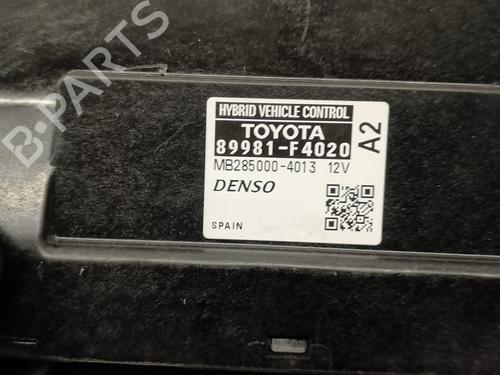 HYBRID VEHICLE CONTROL
TOYOTA
89981-F4020
A2
MB285000-4013 12V
DENSO
SPAIN
B-PARTS